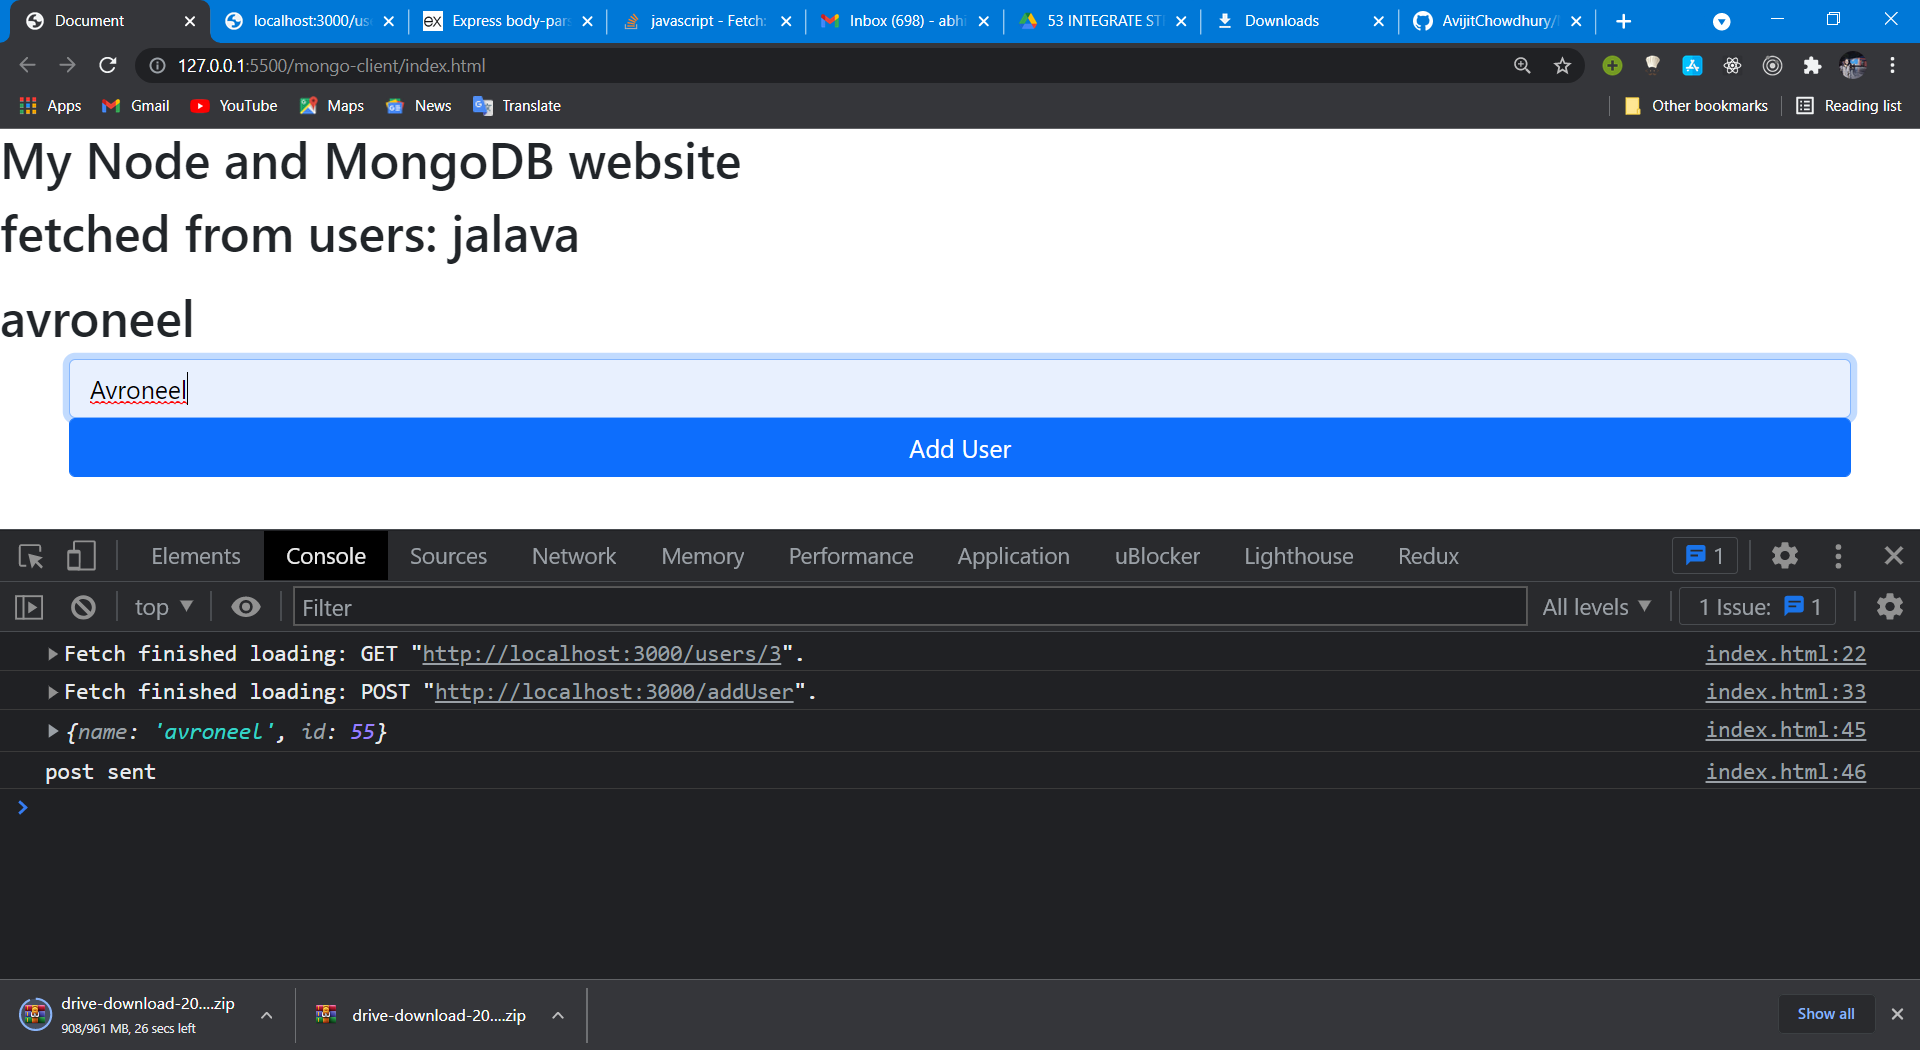 Document
localhost:3000/us
Express body-par
javascript - Fetch:
Inbox (698) - abhi
53 INTEGRATE ST
Downloads
AvijitChowdhury/
127.0.0.1:5500/mongo-client/index.html
Apps
Gmail
YouTube
Maps
News
Translate
Other bookmarks
Reading list
My Node and MongoDB website
fetched from users: jalava
avroneel
Avroneel
Add User
Elements
Console
Sources
Network
Memory
Performance
Application
uBlocker
Lighthouse
Redux
1
top
Filter
All levels
1 Issue: 1
Fetch finished loading: GET "http://localhost:3000/users/3". index.html:22
Fetch finished loading: POST "http://localhost:3000/addUser". index.html:33
{name: 'avroneel', id: 55} index.html:45
post sent index.html:46
drive-download-20....zip
908/961 MB, 26 secs left
drive-download-20....zip
Show all